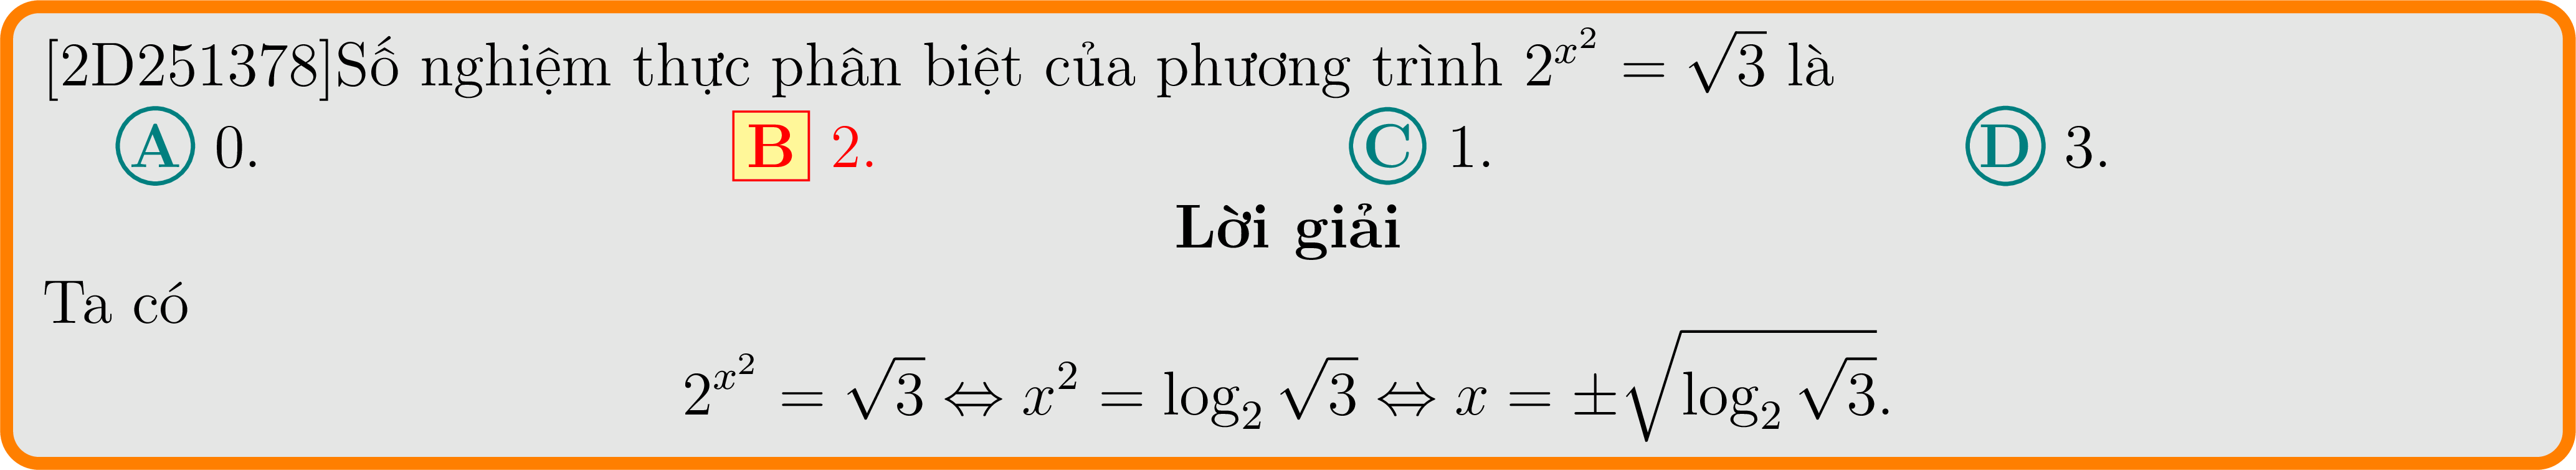 [2D251378]Số nghiệm thực phân biệt của phương trình $2^{x^2} = \sqrt{3}$ là
A 0. B 2. C 1. D 3.
Lời giải
Ta có
$2^{x^2} = \sqrt{3} \Leftrightarrow x^2 = \log_2 \sqrt{3} \Leftrightarrow x = \pm\sqrt{\log_2 \sqrt{3}}.$